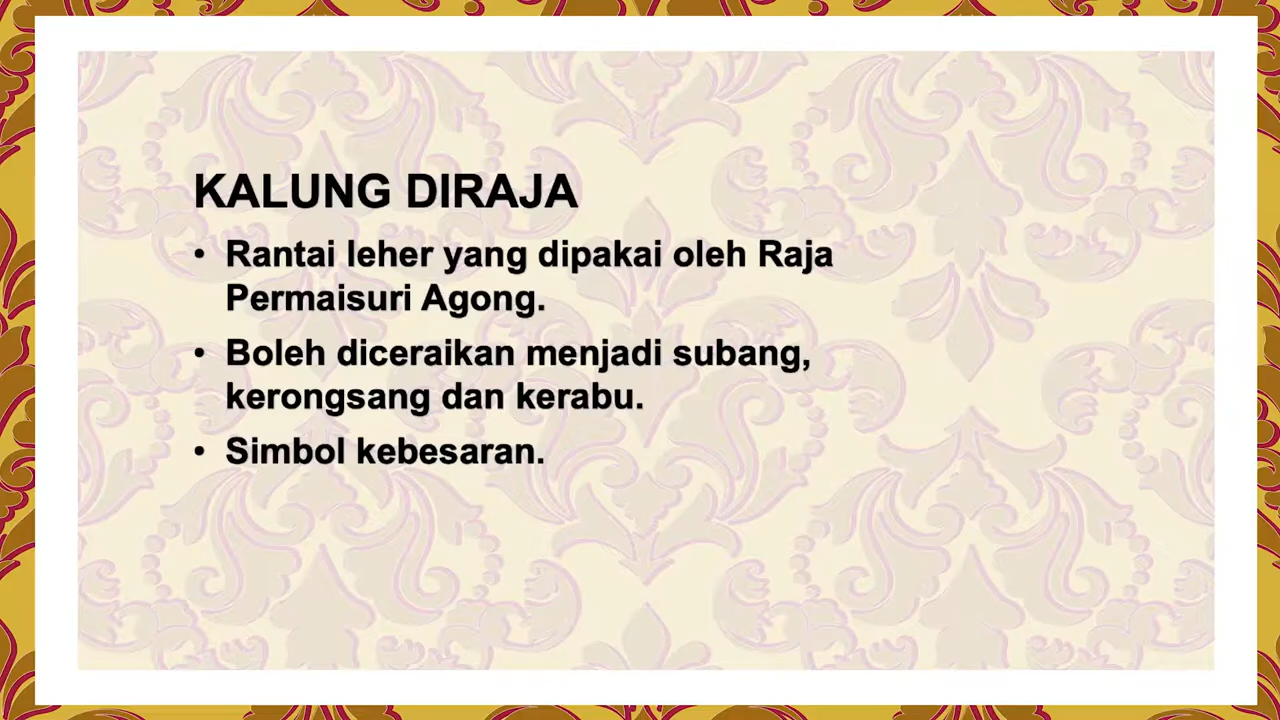 KALUNG DIRAJA
• Rantai leher yang dipakai oleh Raja
Permaisuri Agong.
• Boleh diceraikan menjadi subang,
kerongsang dan kerabu.
• Simbol kebesaran.